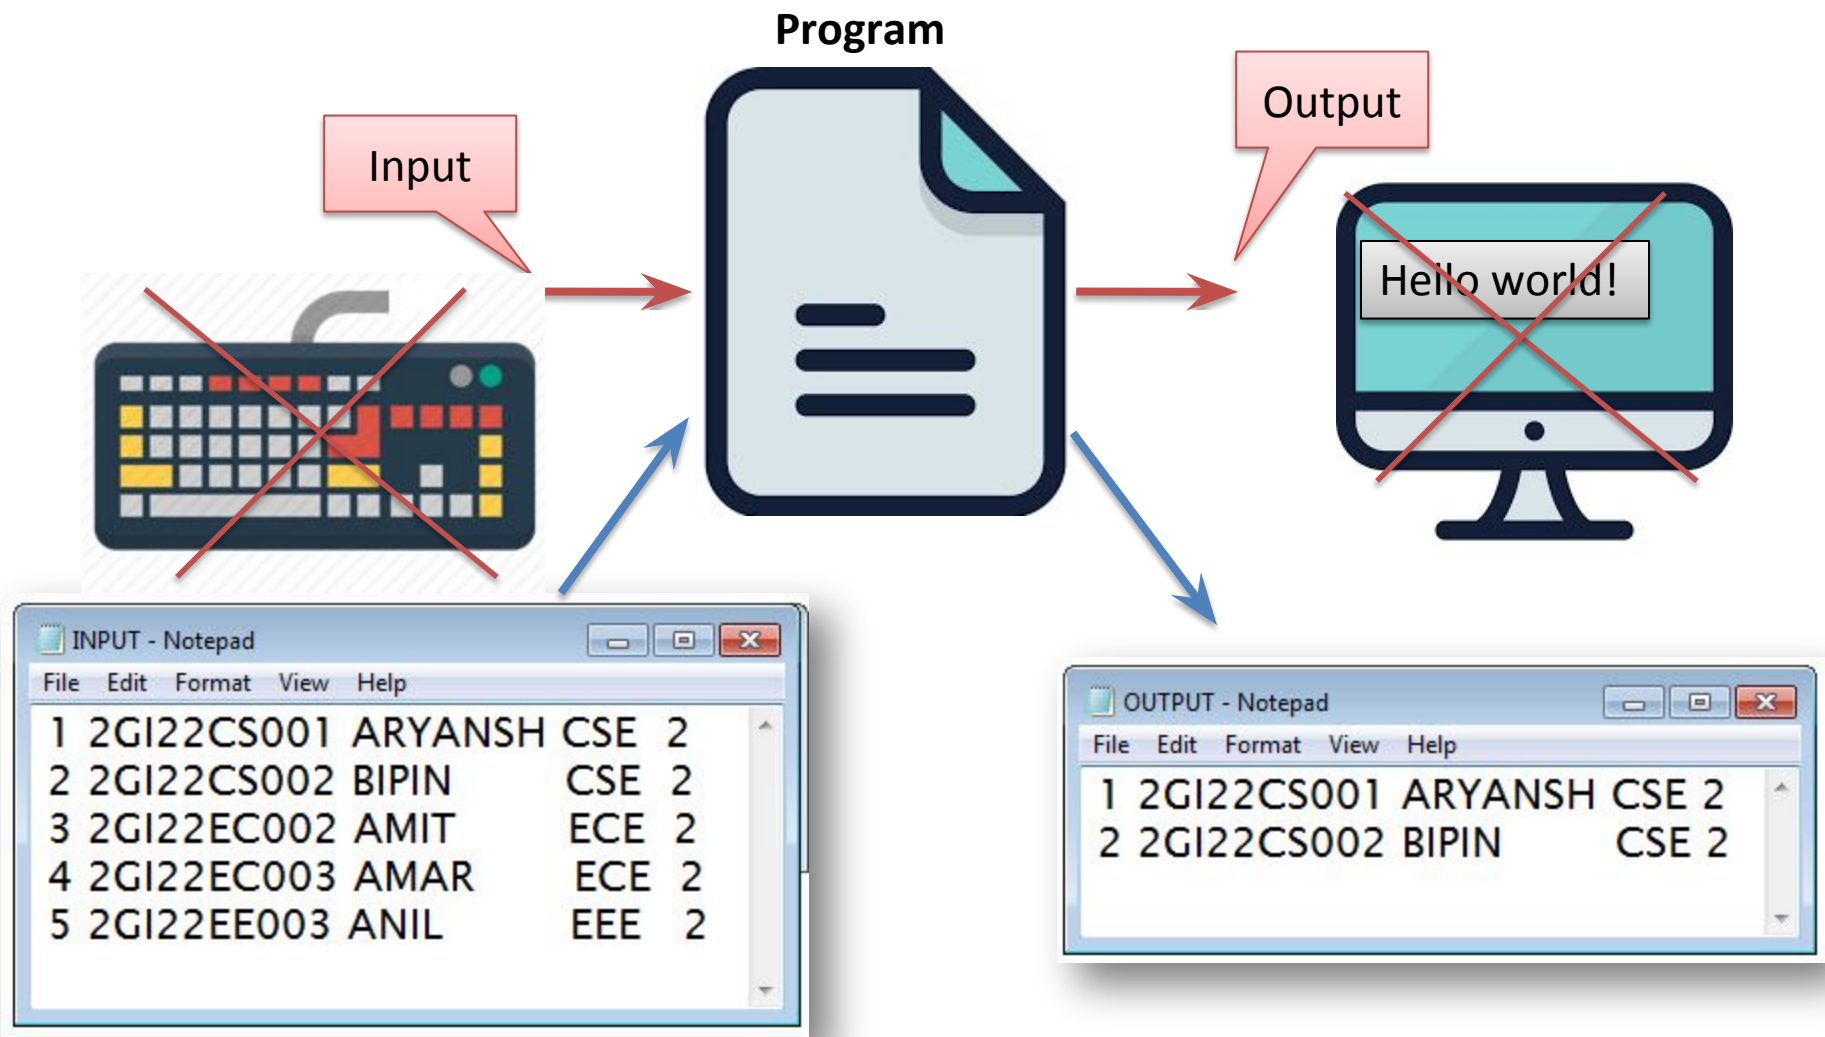 Program
Input
Output
Hello world!
INPUT - Notepad
File Edit Format View Help
1 2GI22CS001 ARYANSH CSE 2
2 2GI22CS002 BIPIN CSE 2
3 2GI22EC002 AMIT ECE 2
4 2GI22EC003 AMAR ECE 2
5 2GI22EE003 ANIL EEE 2
OUTPUT - Notepad
File Edit Format View Help
1 2GI22CS001 ARYANSH CSE 2
2 2GI22CS002 BIPIN CSE 2